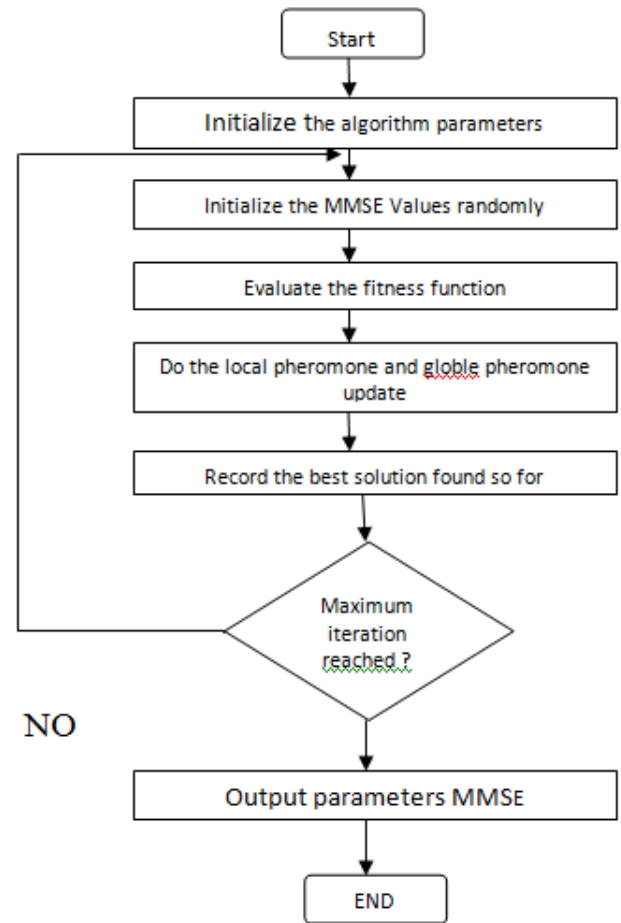 Start
Initialize the algorithm parameters
Initialize the MMSE Values randomly
Evaluate the fitness function
Do the local pheromone and globle pheromone
update
Record the best solution found so for
Maximum
iteration
reached ?
NO
Output parameters MMSE
END